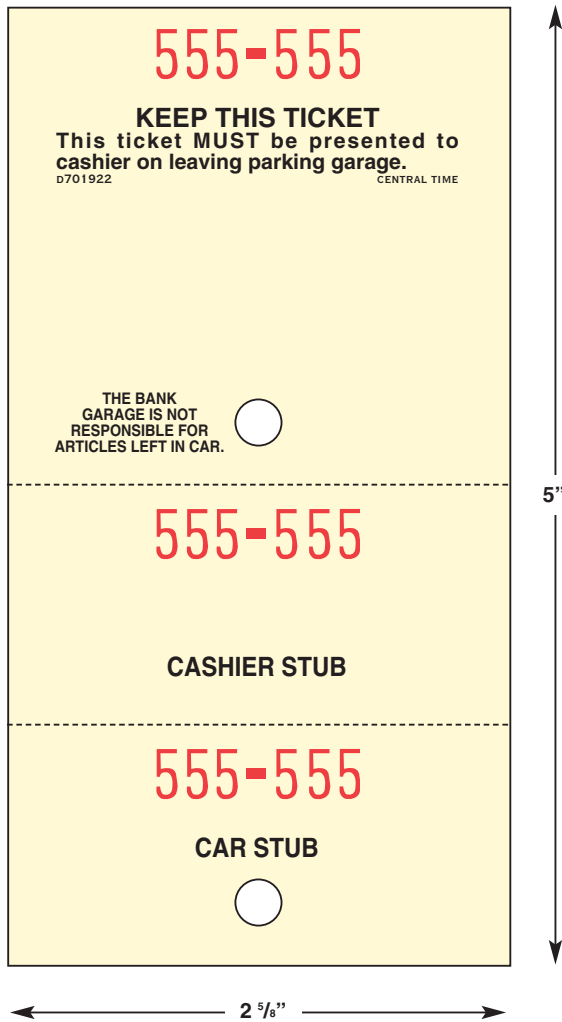 555-555
KEEP THIS TICKET
This ticket MUST be presented to
cashier on leaving parking garage.
D701922 CENTRAL TIME
THE BANK
GARAGE IS NOT
RESPONSIBLE FOR
ARTICLES LEFT IN CAR.
5”
555-555
CASHIER STUB
555-555
CAR STUB
2 5/8”